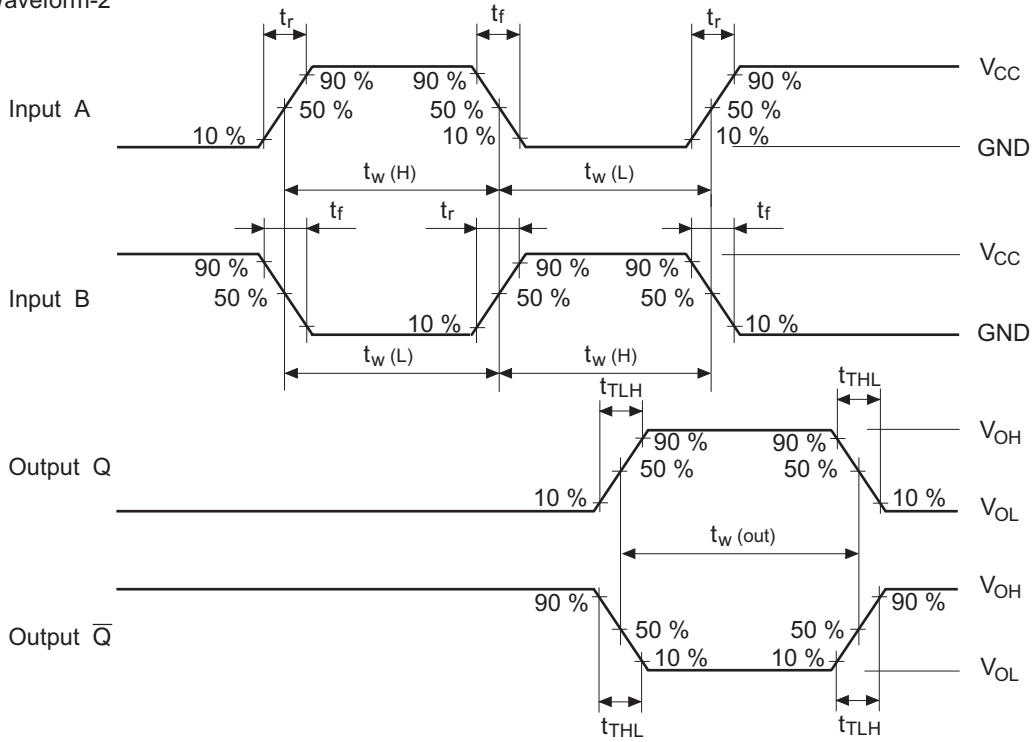 waveform-2
tr tf tr
90 % 90 % 90 % VCC
Input A 50 % 50 % 50 %
10 % 10 % 10 % GND
tw (H) tw (L)
tf tr tf
90 % 90 % 90 % VCC
Input B 50 % 50 % 50 %
10 % 10 % GND
tw (L) tw (H)
tTLH tTHL
90 % 90 % VOH
Output Q 50 % 50 %
10 % 10 % VOL
tw (out)
90 % 90 % VOH
Output Q̅ 50 % 50 %
10 % 10 % VOL
tTHL tTLH